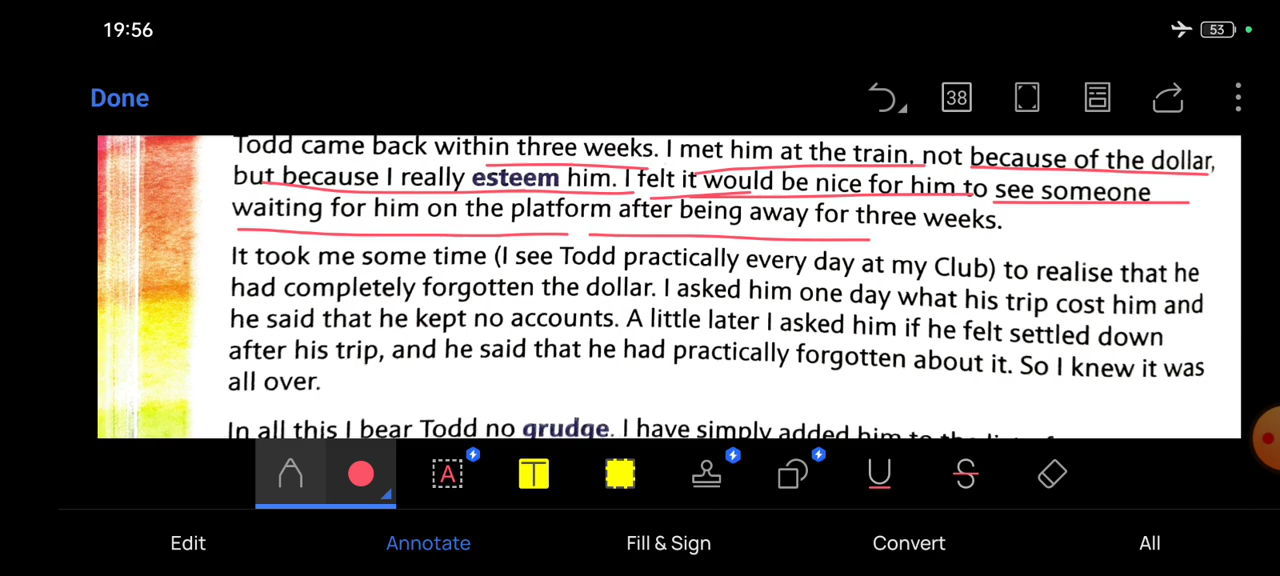 19:56
53
Done
38
Todd came back within three weeks. I met him at the train, not because of the dollar,
but because I really esteem him. I felt it would be nice for him to see someone
waiting for him on the platform after being away for three weeks.
It took me some time (I see Todd practically every day at my Club) to realise that he
had completely forgotten the dollar. I asked him one day what his trip cost him and
he said that he kept no accounts. A little later I asked him if he felt settled down
after his trip, and he said that he had practically forgotten about it. So I knew it was
all over.
In all this I bear Todd no grudge. I have simply added him to the list of
A
T
U
S
Edit
Annotate
Fill & Sign
Convert
All